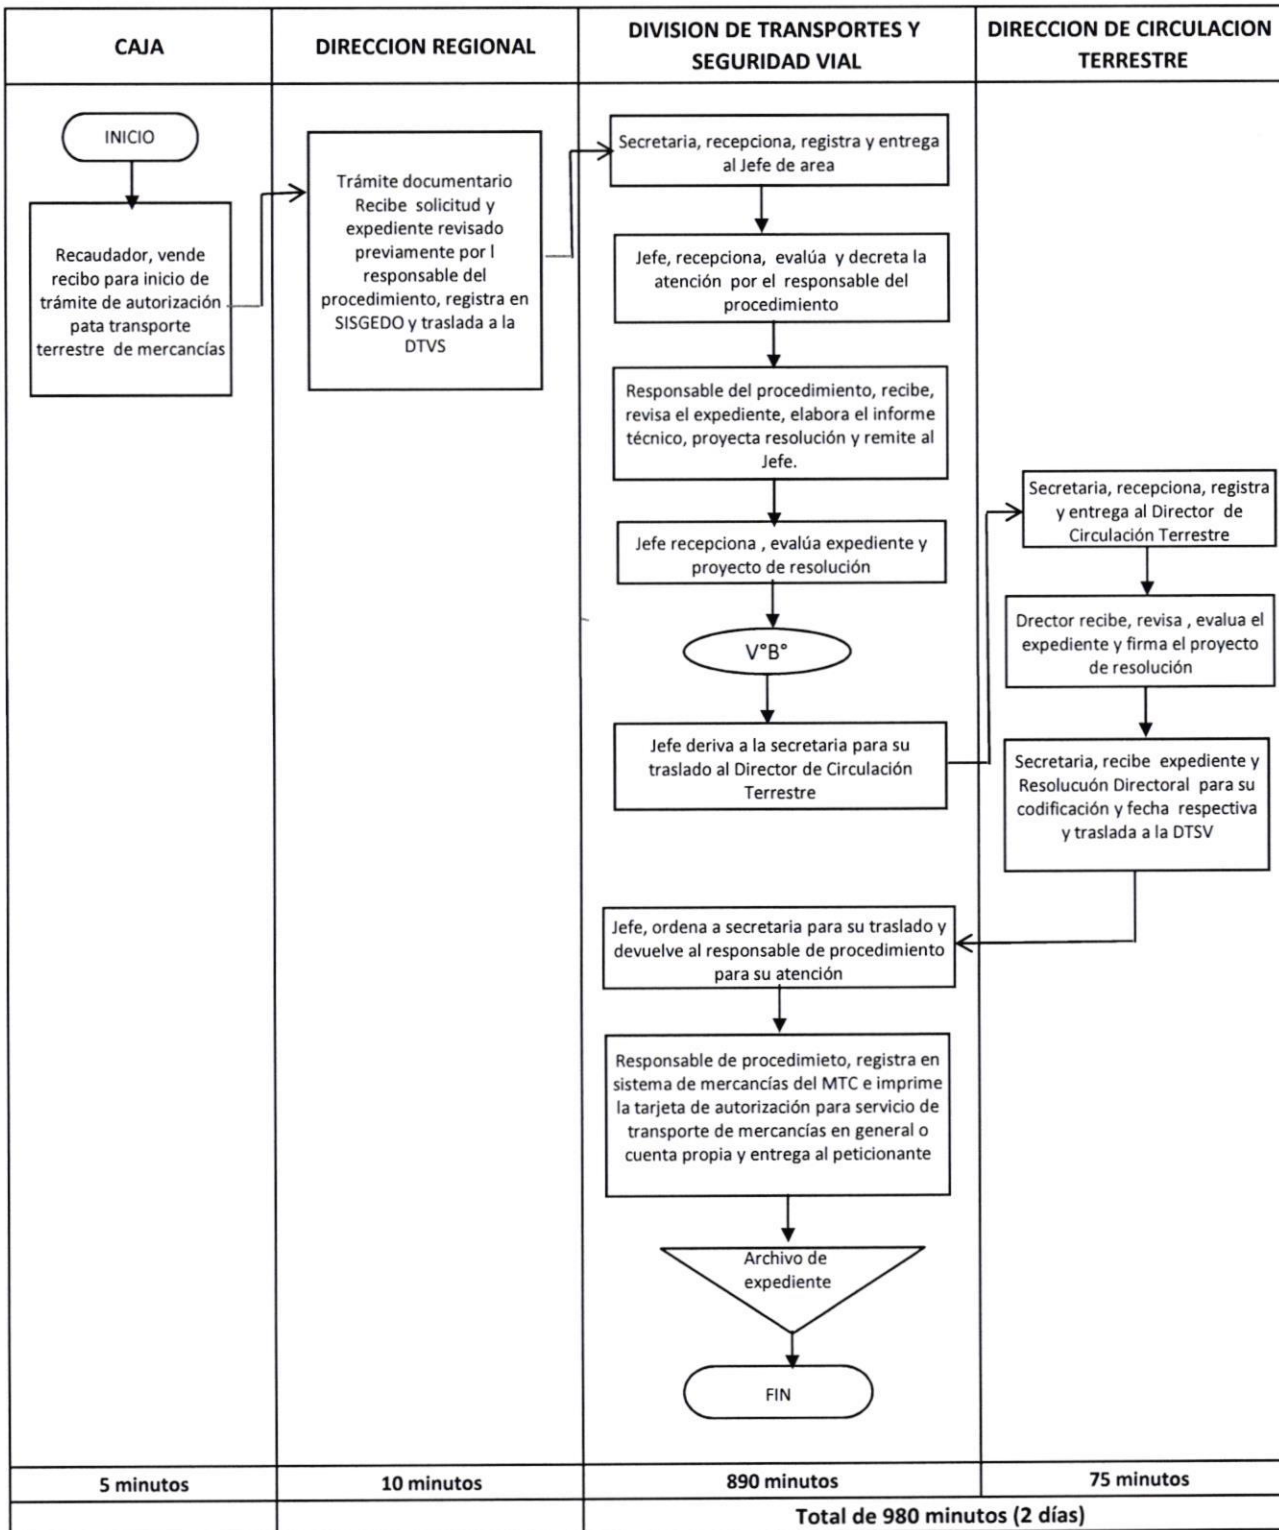 CAJA
DIRECCION REGIONAL
DIVISION DE TRANSPORTES Y
SEGURIDAD VIAL
DIRECCION DE CIRCULACION
TERRESTRE
INICIO
Recaudador, vende
recibo para inicio de
trámite de autorización
pata transporte
terrestre de mercancías
Trámite documentario
Recibe solicitud y
expediente revisado
previamente por l
responsable del
procedimiento, registra en
SISGEDO y traslada a la
DTVS
Secretaria, recepciona, registra y entrega
al Jefe de area
Jefe, recepciona, evalúa y decreta la
atención por el responsable del
procedimiento
Responsable del procedimiento, recibe,
revisa el expediente, elabora el informe
técnico, proyecta resolución y remite al
Jefe.
Jefe recepciona , evalúa expediente y
proyecto de resolución
V°B°
Jefe deriva a la secretaria para su
traslado al Director de Circulación
Terrestre
Secretaria, recepciona, registra
y entrega al Director de
Circulación Terrestre
Drector recibe, revisa , evalua el
expediente y firma el proyecto
de resolución
Secretaria, recibe expediente y
Resolucuón Directoral para su
codificación y fecha respectiva
y traslada a la DTSV
Jefe, ordena a secretaria para su traslado y
devuelve al responsable de procedimiento
para su atención
Responsable de procedimieto, registra en
sistema de mercancías del MTC e imprime
la tarjeta de autorización para servicio de
transporte de mercancías en general o
cuenta propia y entrega al peticionante
Archivo de
expediente
FIN
5 minutos
10 minutos
890 minutos
75 minutos
Total de 980 minutos (2 días)